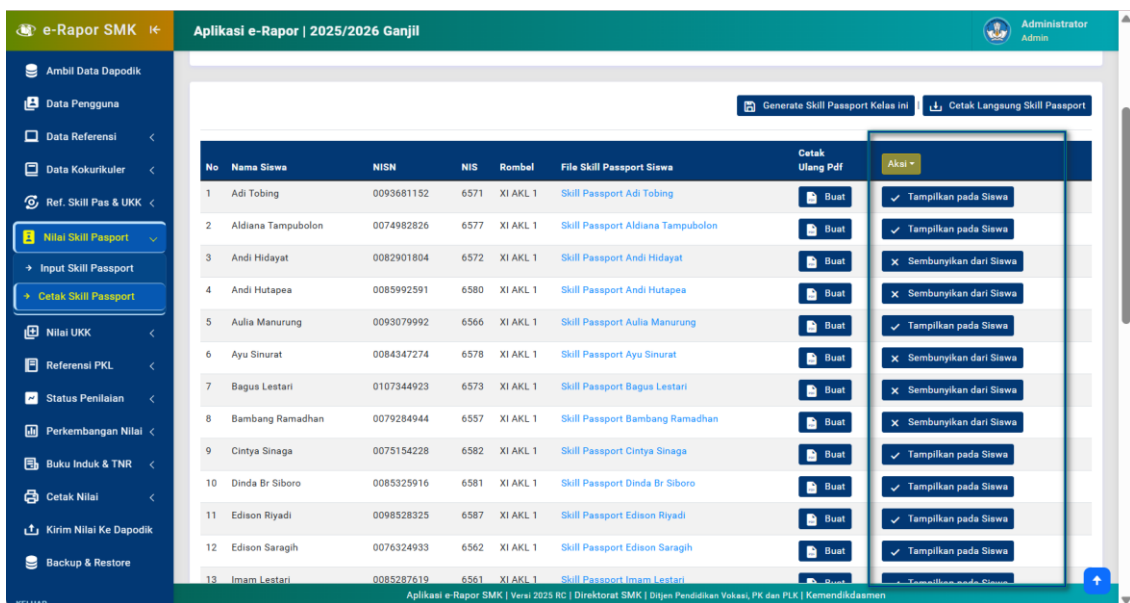 e-Rapor SMK
Aplikasi e-Rapor | 2025/2026 Ganjil
Administrator
Admin
Ambil Data Dapodik
Data Pengguna
Data Referensi
Data Kokurikuler
Ref. Skill Pas & UKK
Nilai Skill Pasport
Input Skill Passport
Cetak Skill Passport
Nilai UKK
Referensi PKL
Status Penilaian
Perkembangan Nilai
Buku Induk & TNR
Cetak Nilai
Kirim Nilai Ke Dapodik
Backup & Restore
KELUAR
Generate Skill Passport Kelas ini | Cetak Langsung Skill Passport
No Nama Siswa NISN NIS Rombel File Skill Passport Siswa Cetak Ulang Pdf Aksi
1 Adi Tobing 0093681152 6571 XI AKL 1 Skill Passport Adi Tobing Buat Tampilkan pada Siswa
2 Aldiana Tampubolon 0074982826 6577 XI AKL 1 Skill Passport Aldiana Tampubolon Buat Tampilkan pada Siswa
3 Andi Hidayat 0082901804 6572 XI AKL 1 Skill Passport Andi Hidayat Buat Sembunyikan dari Siswa
4 Andi Hutapea 0085992591 6580 XI AKL 1 Skill Passport Andi Hutapea Buat Sembunyikan dari Siswa
5 Aulia Manurung 0093079992 6566 XI AKL 1 Skill Passport Aulia Manurung Buat Tampilkan pada Siswa
6 Ayu Sinurat 0084347274 6578 XI AKL 1 Skill Passport Ayu Sinurat Buat Sembunyikan dari Siswa
7 Bagus Lestari 0107344923 6573 XI AKL 1 Skill Passport Bagus Lestari Buat Sembunyikan dari Siswa
8 Bambang Ramadhan 0079284944 6557 XI AKL 1 Skill Passport Bambang Ramadhan Buat Sembunyikan dari Siswa
9 Cintya Sinaga 0075154228 6582 XI AKL 1 Skill Passport Cintya Sinaga Buat Tampilkan pada Siswa
10 Dinda Br Siboro 0085325916 6581 XI AKL 1 Skill Passport Dinda Br Siboro Buat Tampilkan pada Siswa
11 Edison Riyadi 0098528325 6587 XI AKL 1 Skill Passport Edison Riyadi Buat Tampilkan pada Siswa
12 Edison Saragih 0076324933 6562 XI AKL 1 Skill Passport Edison Saragih Buat Tampilkan pada Siswa
13 Imam Lestari 0085287619 6561 XI AKL 1 Skill Passport Imam Lestari Buat Tampilkan pada Siswa
Aplikasi e-Rapor SMK | Versi 2025 RC | Direktorat SMK | Ditjen Pendidikan Vokasi, PK dan PLK | Kemendikdasmen